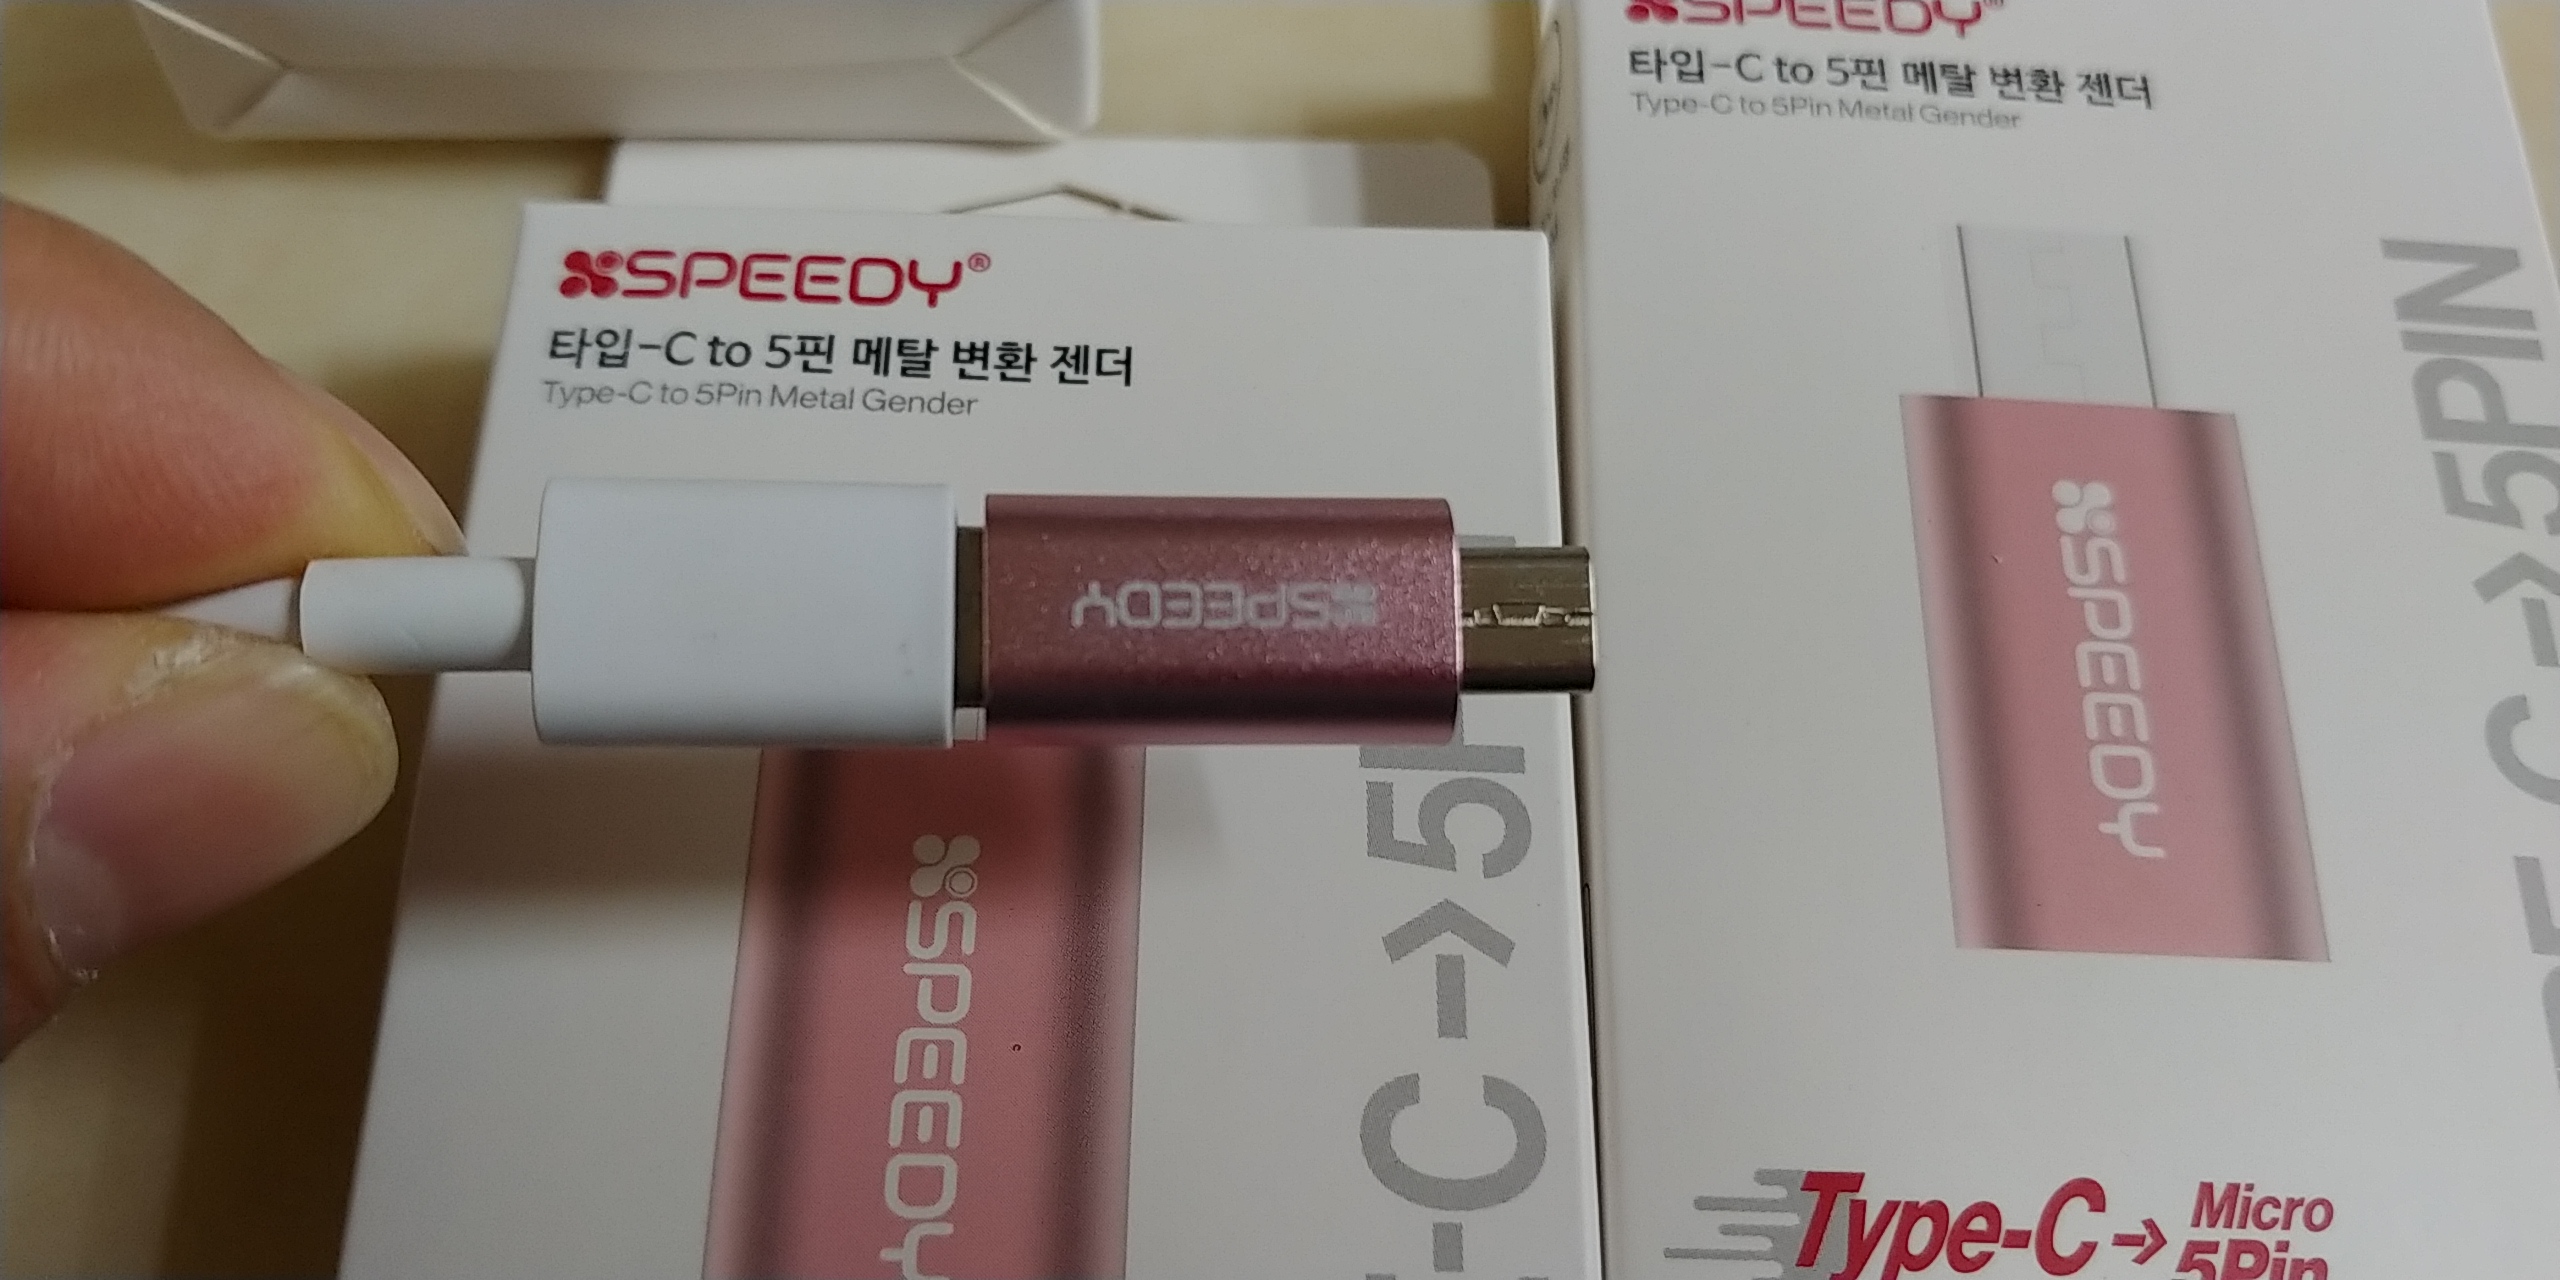 SPEEDY®
타입-C to 5핀 메탈 변환 젠더
Type-C to 5Pin Metal Gender
SPEEDY
SPEEDY
C→5P
SPEEDY
타입-C to 5핀 메탈 변환 젠더
Type-C to 5Pin Metal Gender
SPEEDY
C→5PIN
Type-C→Micro
5Pin